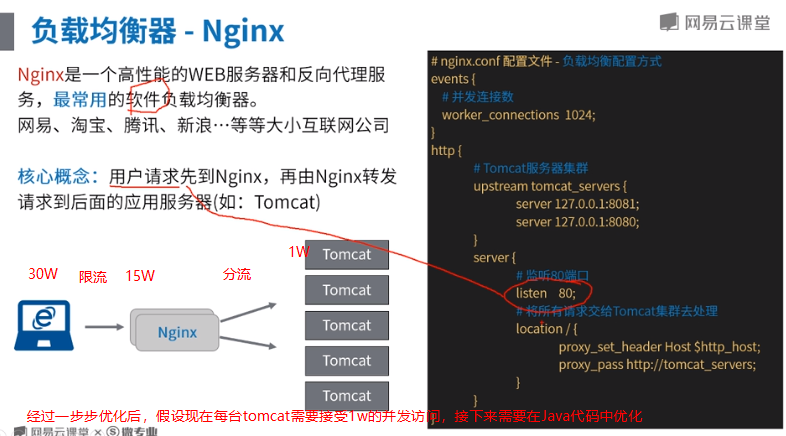 负载均衡器 - Nginx
网易云课堂
Nginx是一个高性能的WEB服务器和反向代理服
务，最常用的软件负载均衡器。
网易、淘宝、腾讯、新浪…等等大小互联网公司
核心概念：用户请求先到Nginx，再由Nginx转发
请求到后面的应用服务器(如：Tomcat)
30W
限流
15W
分流
1W
Nginx
Tomcat
Tomcat
Tomcat
Tomcat
Tomcat
# nginx.conf 配置文件 - 负载均衡配置方式
events {
# 并发连接数
worker_connections 1024;
}
http {
# Tomcat服务器集群
upstream tomcat_servers {
server 127.0.0.1:8081;
server 127.0.0.1:8080;
}
server {
# 监听80端口
listen 80;
# 将所有请求交给Tomcat集群去处理
location / {
proxy_set_header Host $http_host;
proxy_pass http://tomcat_servers;
}
}
经过一步步优化后，假设现在每台tomcat需要接受1w的并发访问，接下来需要在Java代码中优化
网易云课堂 × 微专业